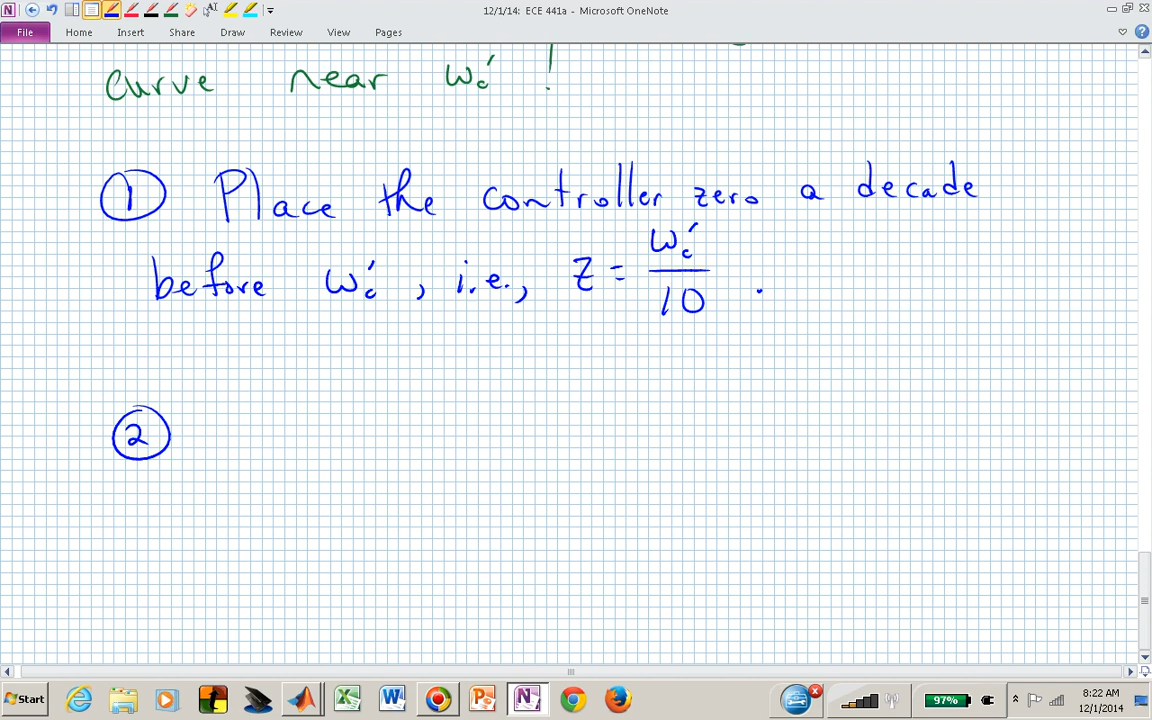 12/1/14: ECE 441a - Microsoft OneNote
File Home Insert Share Draw Review View Pages
curve near ωc' !
① Place the controller zero a decade
before ωc' , i.e., z = ωc'/10 .
②
Start
97%
8:22 AM
12/1/2014